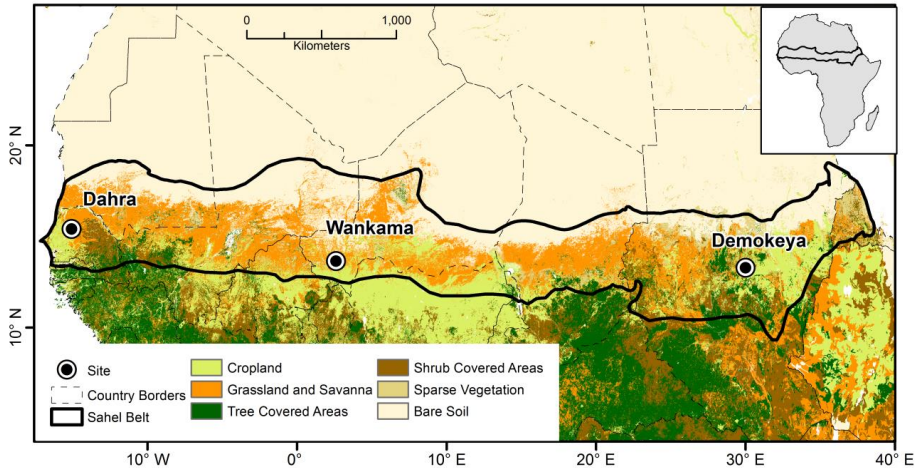 0
1,000
Kilometers
20° N
10° N
Dahra
Wankama
Demokeya
Site
Country Borders
Sahel Belt
Cropland
Grassland and Savanna
Tree Covered Areas
Shrub Covered Areas
Sparse Vegetation
Bare Soil
10° W
0°
10° E
20° E
30° E
40° E